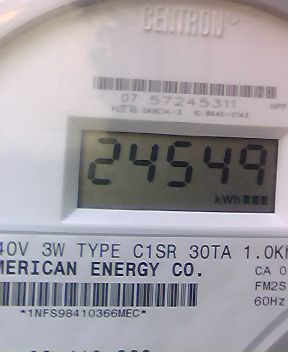 CENTRON
07 57245311
24549
kWh
40V 3W TYPE C1SR 30TA 1.0Kh
MERICAN ENERGY CO.
CA 0
FM2S
60Hz
*1NFS98410366MEC*